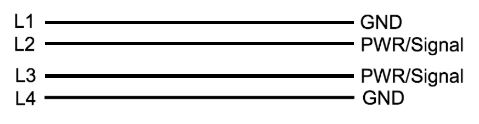 L1 GND
L2 PWR/Signal
L3 PWR/Signal
L4 GND